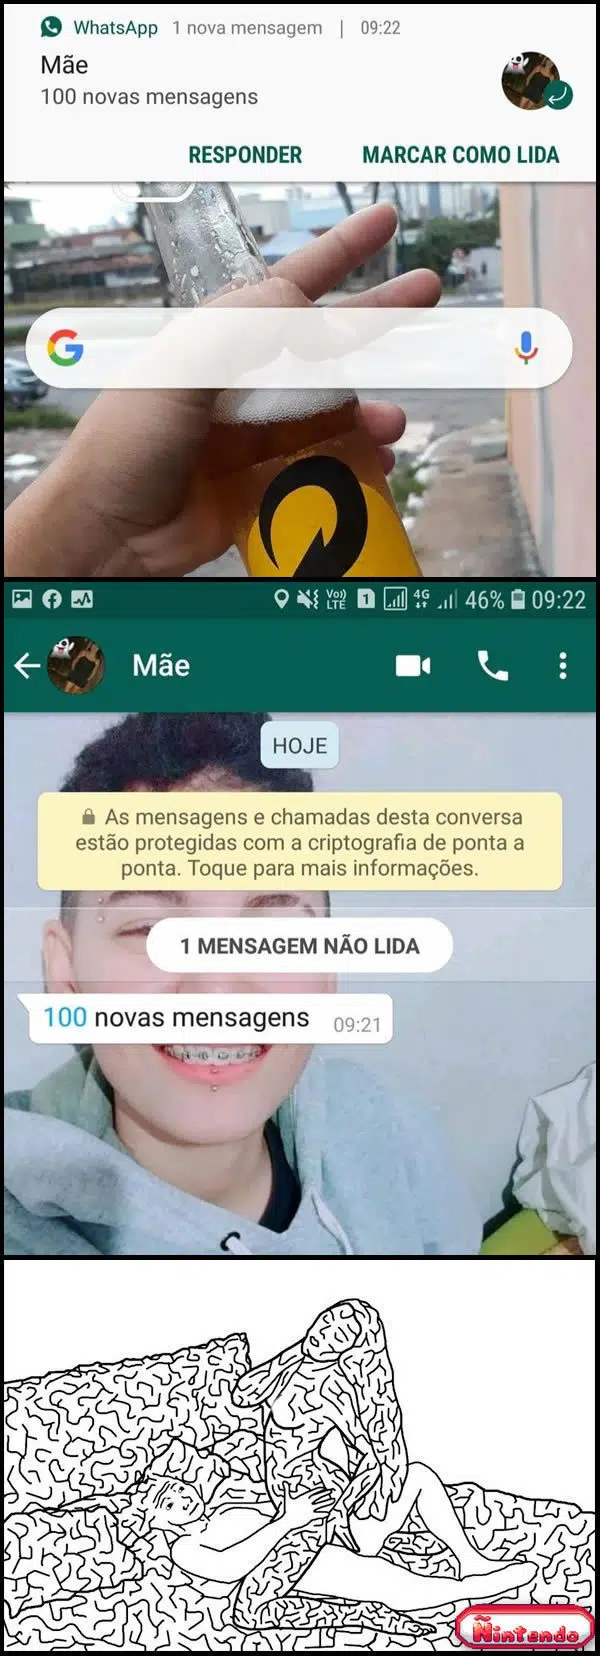 WhatsApp 1 nova mensagem | 09:22
Mãe
100 novas mensagens
RESPONDER MARCAR COMO LIDA
G
VoLTE 1 4G 46% 09:22
Mãe
HOJE
As mensagens e chamadas desta conversa
estão protegidas com a criptografia de ponta a
ponta. Toque para mais informações.
1 MENSAGEM NÃO LIDA
100 novas mensagens 09:21
Ñintendo